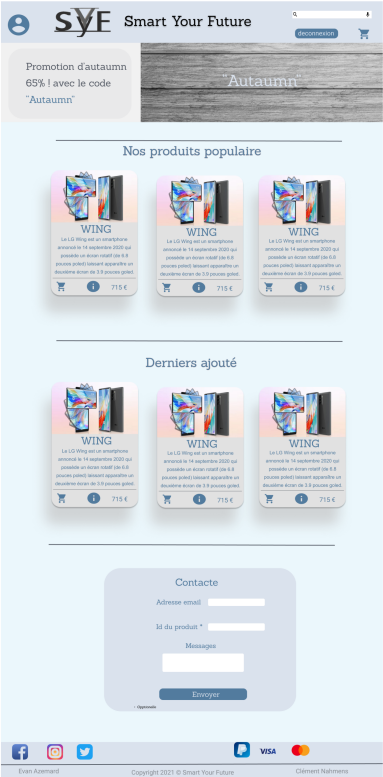 SYF Smart Your Future
deconnexion
Promotion d'autaumn
65% ! avec le code
"Autaumn"
"Autaumn"
Nos produits populaire
WING
Le LG Wing est un smartphone
annoncé le 14 septembre 2020 qui
possède un écran rotatif (de 6.8
pouces poled) laissant apparaître un
deuxième écran de 3.9 pouces goled.
715 €
WING
Le LG Wing est un smartphone
annoncé le 14 septembre 2020 qui
possède un écran rotatif (de 6.8
pouces poled) laissant apparaître un
deuxième écran de 3.9 pouces goled.
715 €
WING
Le LG Wing est un smartphone
annoncé le 14 septembre 2020 qui
possède un écran rotatif (de 6.8
pouces poled) laissant apparaître un
deuxième écran de 3.9 pouces goled.
715 €
Derniers ajouté
WING
Le LG Wing est un smartphone
annoncé le 14 septembre 2020 qui
possède un écran rotatif (de 6.8
pouces poled) laissant apparaître un
deuxième écran de 3.9 pouces goled.
715 €
WING
Le LG Wing est un smartphone
annoncé le 14 septembre 2020 qui
possède un écran rotatif (de 6.8
pouces poled) laissant apparaître un
deuxième écran de 3.9 pouces goled.
715 €
WING
Le LG Wing est un smartphone
annoncé le 14 septembre 2020 qui
possède un écran rotatif (de 6.8
pouces poled) laissant apparaître un
deuxième écran de 3.9 pouces goled.
715 €
Contacte
Adresse email
Id du produit *
Messages
Envoyer
VISA
Evan Azemard
Copyright 2021 © Smart Your Future
Clément Nahmens